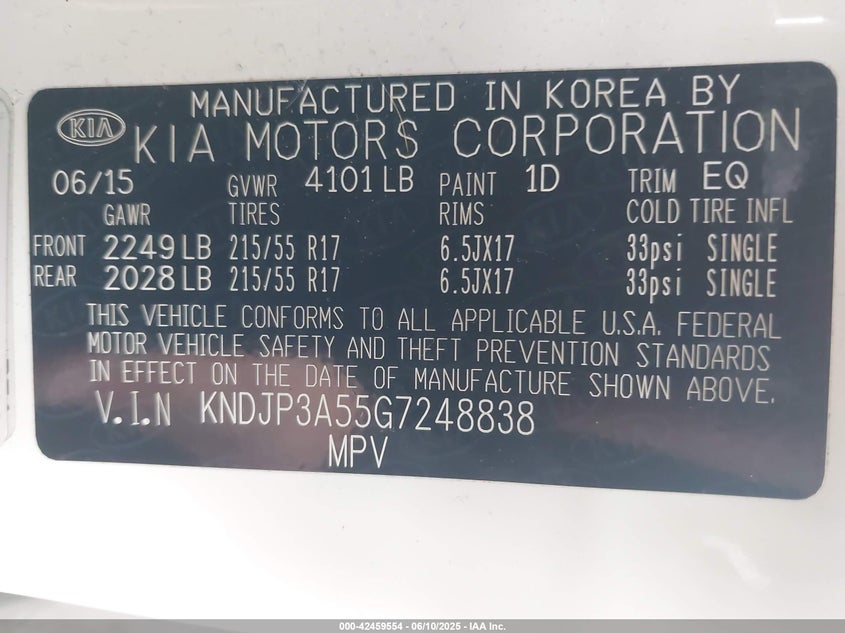 MANUFACTURED IN KOREA BY
KIA KIA MOTORS CORPORATION
06/15 GVWR 4101 LB PAINT 1D TRIM EQ
GAWR TIRES RIMS COLD TIRE INFL
FRONT 2249 LB 215/55 R17 6.5JX17 33psi SINGLE
REAR 2028 LB 215/55 R17 6.5JX17 33psi SINGLE
THIS VEHICLE CONFORMS TO ALL APPLICABLE U.S.A. FEDERAL
MOTOR VEHICLE SAFETY AND THEFT PREVENTION STANDARDS
IN EFFECT ON THE DATE OF MANUFACTURE SHOWN ABOVE.
V.I.N KNDJP3A55G7248838
MPV
000-42459554 - 06/10/2025 - IAA Inc.